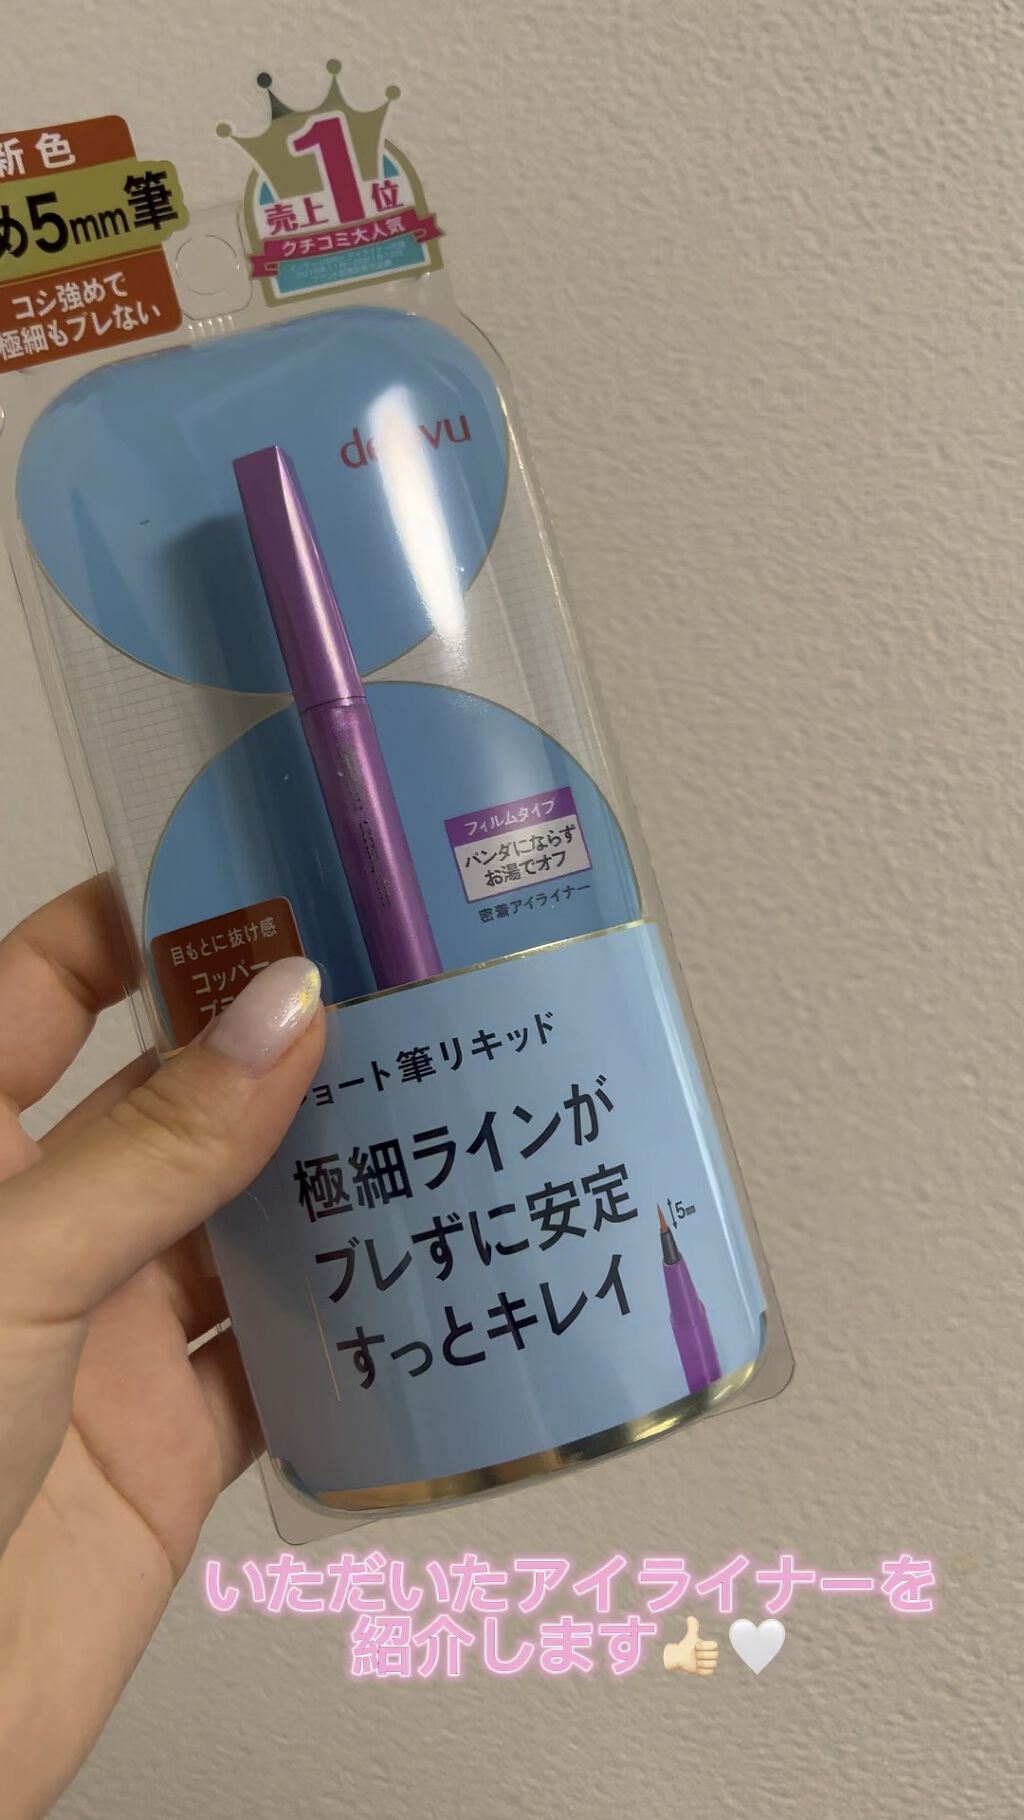 新色
め5mm筆
コシ強めで
極細もブレない
売上1位
クチコミ大人気
フィルムタイプ
パンダにならず
お湯でオフ
密着アイライナー
目もとに抜け感
コッパー
ョート筆リキッド
極細ラインが
ブレずに安定
すっとキレイ
5mm
いただいたアイライナーを
紹介します👍🏻🤍